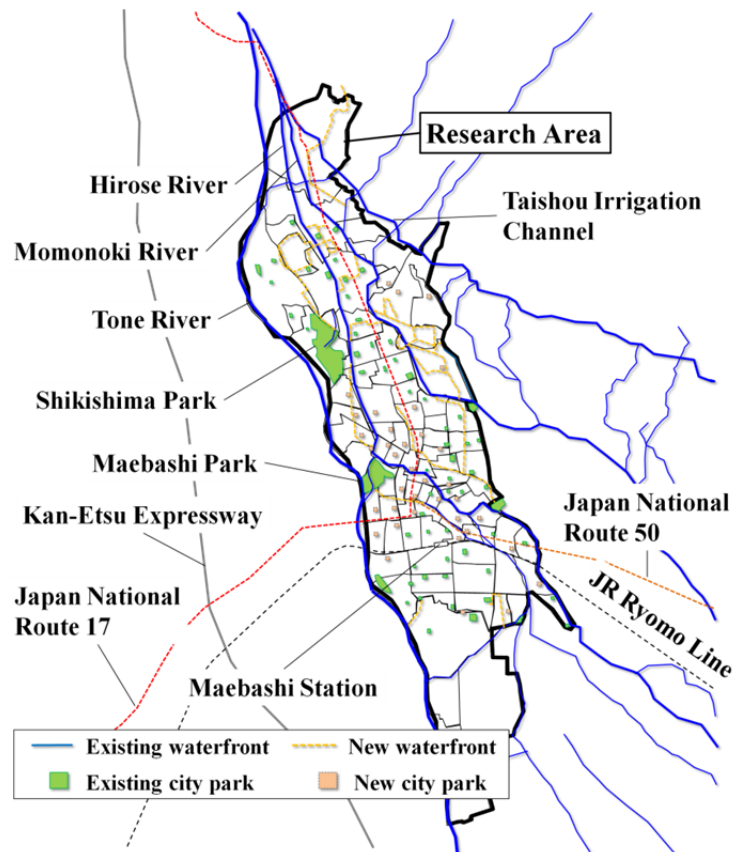 Research Area
Hirose River
Taishou Irrigation
Channel
Momonoki River
Tone River
Shikishima Park
Maebashi Park
Kan-Etsu Expressway
Japan National
Route 50
Japan National
Route 17
JR Ryomo Line
Maebashi Station
Existing waterfront
New waterfront
Existing city park
New city park